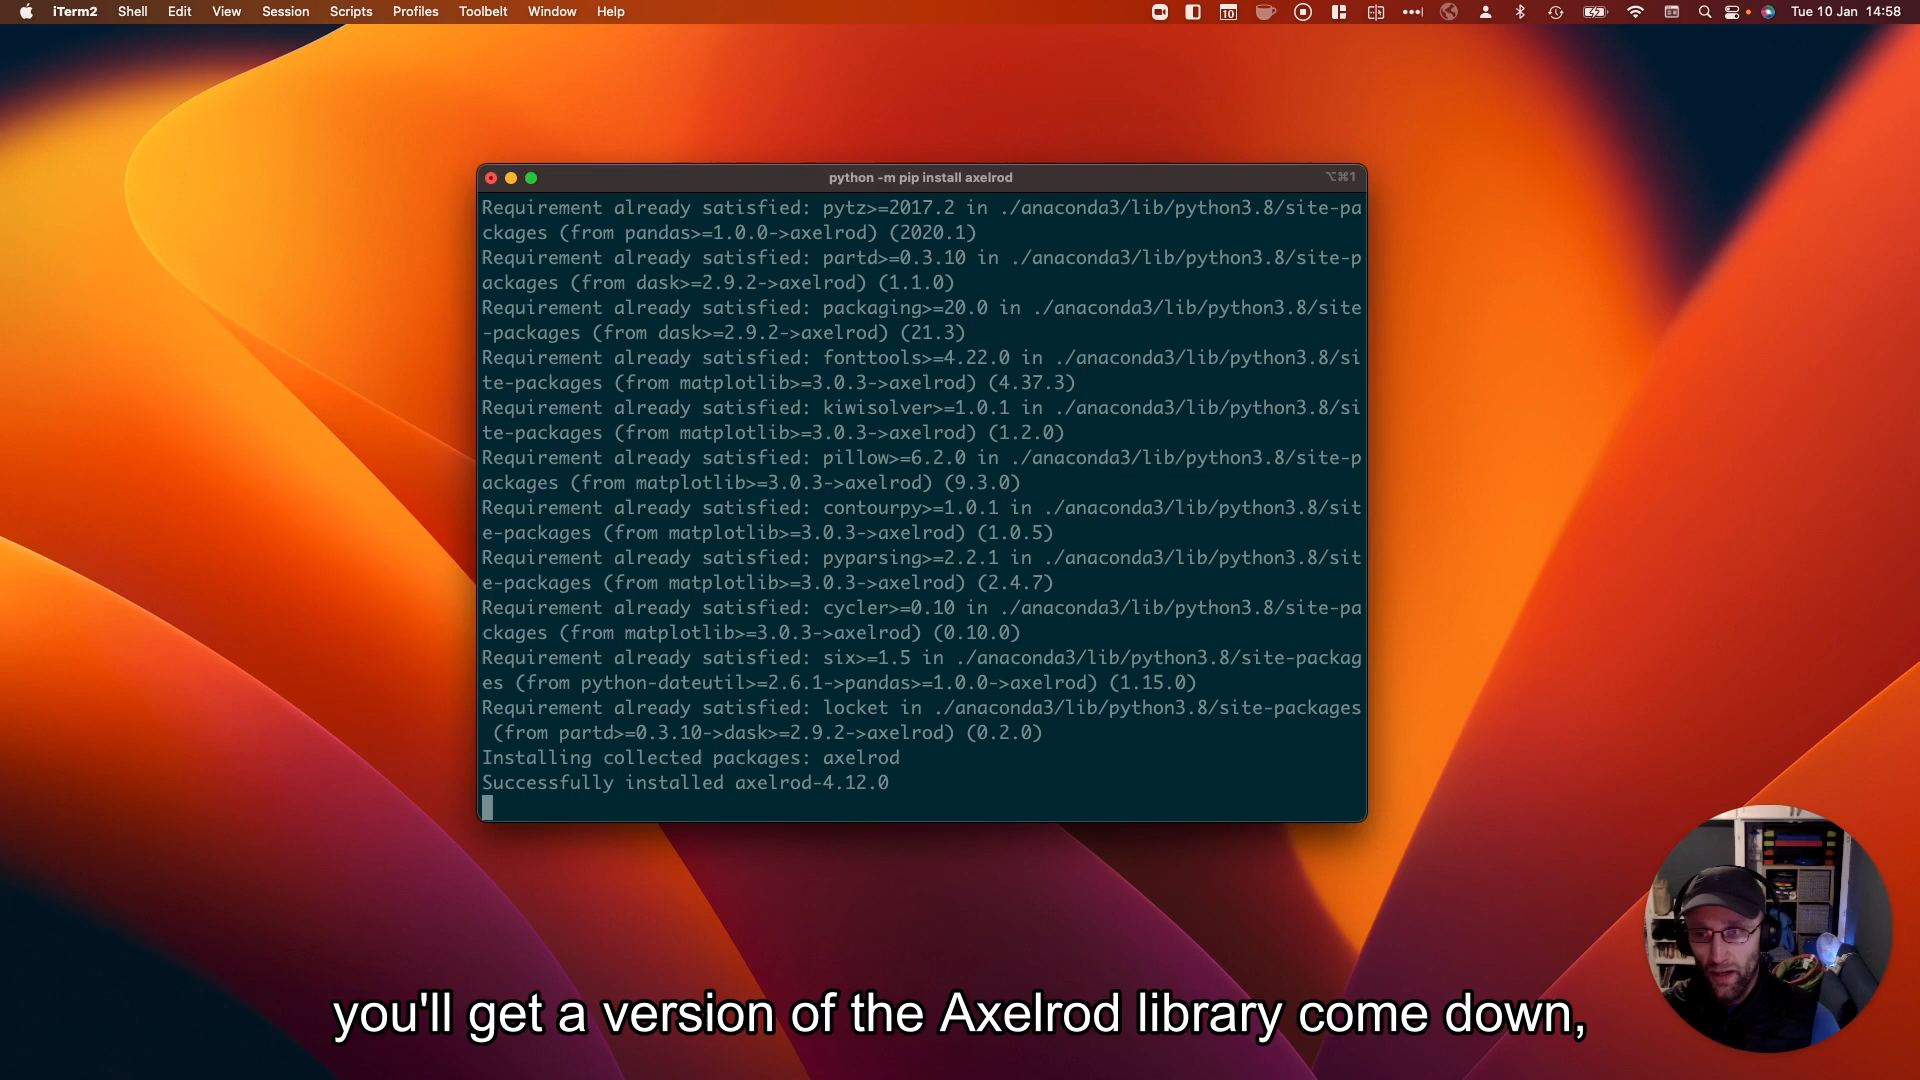 iTerm2 Shell Edit View Session Scripts Profiles Toolbelt Window Help
10
Tue 10 Jan 14:58
python -m pip install axelrod
⌥⌘1
Requirement already satisfied: pytz>=2017.2 in ./anaconda3/lib/python3.8/site-pa
ckages (from pandas>=1.0.0->axelrod) (2020.1)
Requirement already satisfied: partd>=0.3.10 in ./anaconda3/lib/python3.8/site-p
ackages (from dask>=2.9.2->axelrod) (1.1.0)
Requirement already satisfied: packaging>=20.0 in ./anaconda3/lib/python3.8/site
-packages (from dask>=2.9.2->axelrod) (21.3)
Requirement already satisfied: fonttools>=4.22.0 in ./anaconda3/lib/python3.8/si
te-packages (from matplotlib>=3.0.3->axelrod) (4.37.3)
Requirement already satisfied: kiwisolver>=1.0.1 in ./anaconda3/lib/python3.8/si
te-packages (from matplotlib>=3.0.3->axelrod) (1.2.0)
Requirement already satisfied: pillow>=6.2.0 in ./anaconda3/lib/python3.8/site-p
ackages (from matplotlib>=3.0.3->axelrod) (9.3.0)
Requirement already satisfied: contourpy>=1.0.1 in ./anaconda3/lib/python3.8/sit
e-packages (from matplotlib>=3.0.3->axelrod) (1.0.5)
Requirement already satisfied: pyparsing>=2.2.1 in ./anaconda3/lib/python3.8/sit
e-packages (from matplotlib>=3.0.3->axelrod) (2.4.7)
Requirement already satisfied: cycler>=0.10 in ./anaconda3/lib/python3.8/site-pa
ckages (from matplotlib>=3.0.3->axelrod) (0.10.0)
Requirement already satisfied: six>=1.5 in ./anaconda3/lib/python3.8/site-packag
es (from python-dateutil>=2.6.1->pandas>=1.0.0->axelrod) (1.15.0)
Requirement already satisfied: locket in ./anaconda3/lib/python3.8/site-packages
(from partd>=0.3.10->dask>=2.9.2->axelrod) (0.2.0)
Installing collected packages: axelrod
Successfully installed axelrod-4.12.0
you'll get a version of the Axelrod library come down,